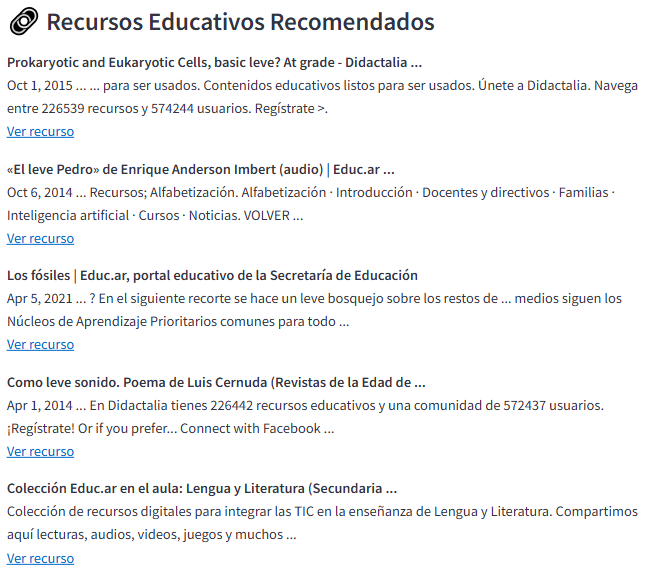 Recursos Educativos Recomendados
Prokaryotic and Eukaryotic Cells, basic leve? At grade - Didactalia ...
Oct 1, 2015 ... ... para ser usados. Contenidos educativos listos para ser usados. Únete a Didactalia. Navega
entre 226539 recursos y 574244 usuarios. Regístrate >.
Ver recurso
«El leve Pedro» de Enrique Anderson Imbert (audio) | Educ.ar ...
Oct 6, 2014 ... Recursos; Alfabetización. Alfabetización · Introducción · Docentes y directivos · Familias ·
Inteligencia artificial · Cursos · Noticias. VOLVER ...
Ver recurso
Los fósiles | Educ.ar, portal educativo de la Secretaría de Educación
Apr 5, 2021 ... ? En el siguiente recorte se hace un leve bosquejo sobre los restos de ... medios siguen los
Núcleos de Aprendizaje Prioritarios comunes para todo ...
Ver recurso
Como leve sonido. Poema de Luis Cernuda (Revistas de la Edad de ...
Apr 1, 2014 ... En Didactalia tienes 226442 recursos educativos y una comunidad de 572437 usuarios.
¡Regístrate! Or if you prefer... Connect with Facebook ...
Ver recurso
Colección Educ.ar en el aula: Lengua y Literatura (Secundaria ...
Colección de recursos digitales para integrar las TIC en la enseñanza de Lengua y Literatura. Compartimos
aquí lecturas, audios, videos, juegos y muchos ...
Ver recurso